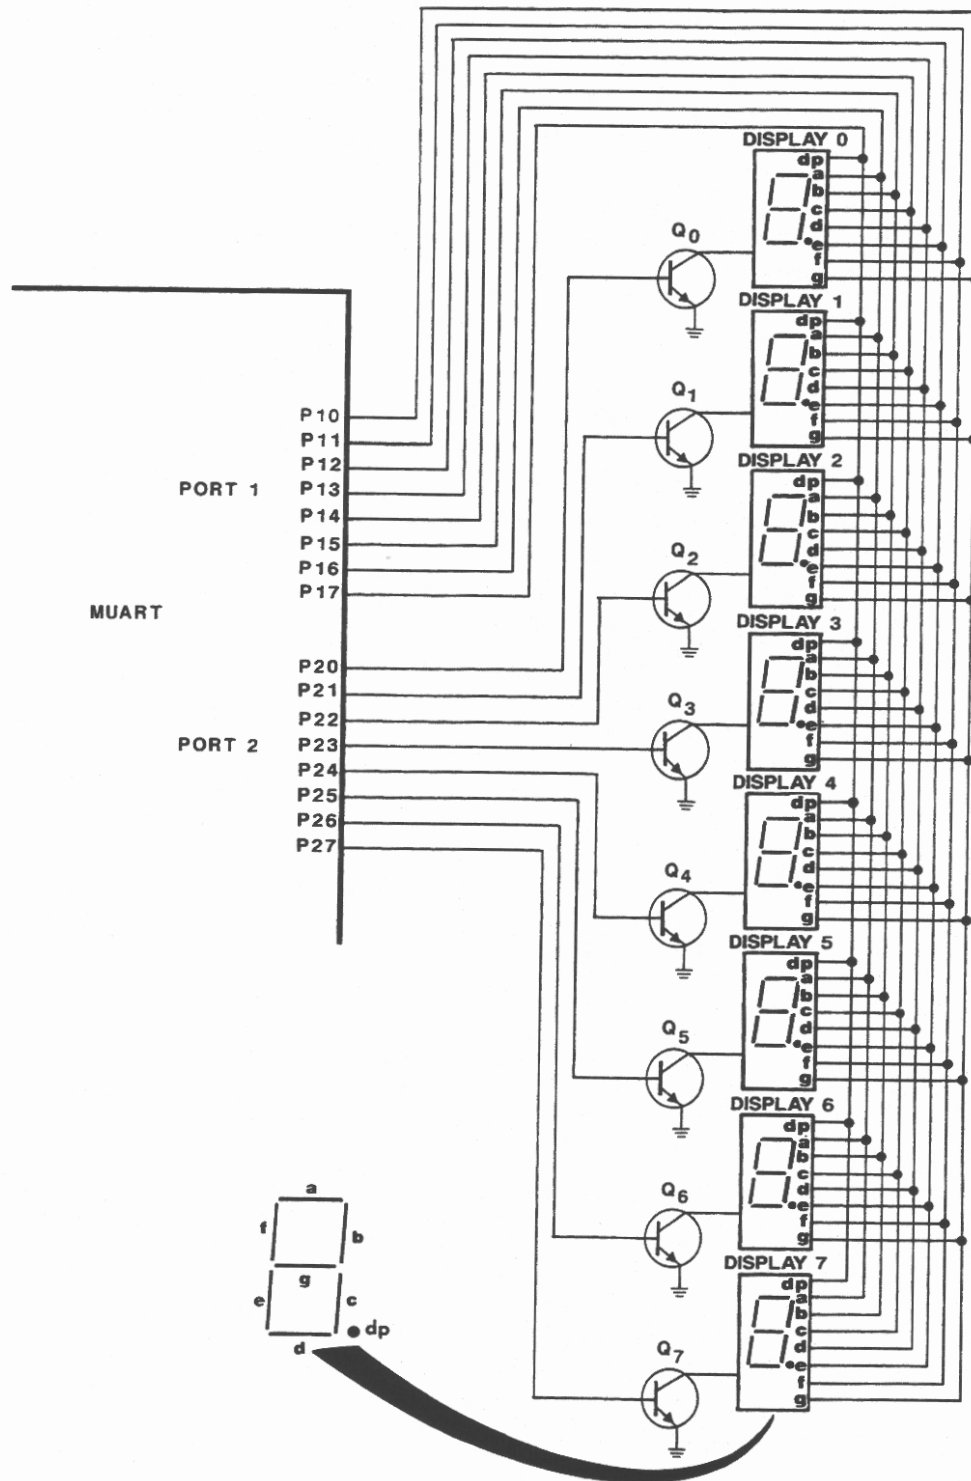 DISPLAY 0
dp
a
b
c
d
e
f
g
Q0
DISPLAY 1
dp
a
b
c
d
e
f
g
Q1
DISPLAY 2
dp
a
b
c
d
e
f
g
Q2
DISPLAY 3
dp
a
b
c
d
e
f
g
Q3
DISPLAY 4
dp
a
b
c
d
e
f
g
Q4
DISPLAY 5
dp
a
b
c
d
e
f
g
Q5
DISPLAY 6
dp
a
b
c
d
e
f
g
Q6
DISPLAY 7
dp
a
b
c
d
e
f
g
Q7
P10
P11
P12
PORT 1 P13
P14
P15
P16
P17
MUART
P20
P21
P22
PORT 2 P23
P24
P25
P26
P27
a
f
b
g
e
c
dp
d